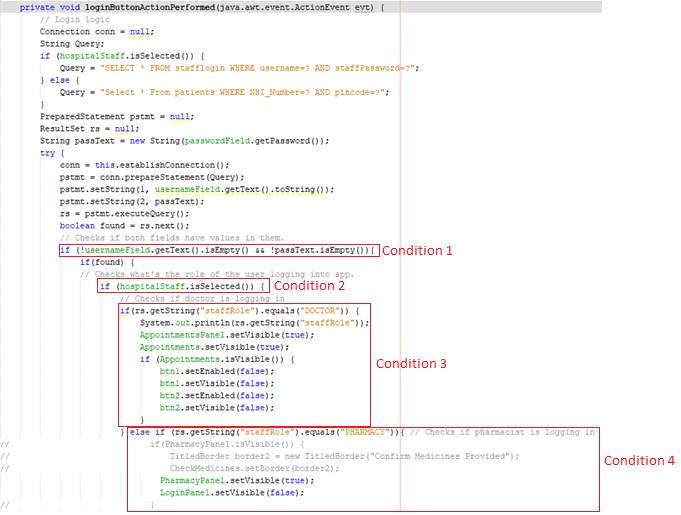 private void loginButtonActionPerformed(java.awt.event.ActionEvent evt) {
// Login logic
Connection conn = null;
String Query;
if (hospitalStaff.isSelected()) {
Query = "SELECT * FROM stafflogin WHERE username=? AND staffPassword=?";
} else {
Query = "Select * From patients WHERE NHI_Number=? AND pincode=?";
}
PreparedStatement pstmt = null;
ResultSet rs = null;
String passText = new String(passwordField.getPassword());
try {
conn = this.establishConnection();
pstmt = conn.prepareStatement(Query);
pstmt.setString(1, usernameField.getText().toString());
pstmt.setString(2, passText);
rs = pstmt.executeQuery();
boolean found = rs.next();
// Checks if both fields have values in them.
if (!usernameField.getText().isEmpty() && !passText.isEmpty()){ Condition 1
if(found) {
// Checks what's the role of the user logging into app.
if (hospitalStaff.isSelected()) { Condition 2
// Checks if doctor is logging in
if(rs.getString("staffRole").equals("DOCTOR")) {
System.out.println(rs.getString("staffRole"));
AppointmentsPanel.setVisible(true);
Appointments.setVisible(true);
if (Appointments.isVisible()) { Condition 3
btn1.setEnabled(false);
btn1.setVisible(false);
btn2.setEnabled(false);
btn2.setVisible(false);
}
} else if (rs.getString("staffRole").equals("PHARMACY")){ // Checks if pharmacist is logging in
// if(PharmacyPanel.isVisible()) {
// TitledBorder border2 = new TitledBorder("Confirm Medicines Provided"); Condition 4
// CheckMedicines.setBorder(border2);
PharmacyPanel.setVisible(true);
LoginPanel.setVisible(false);
// }